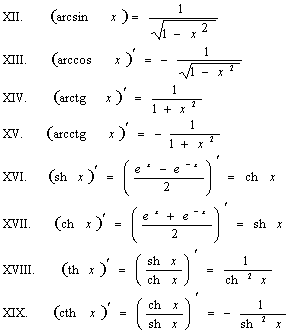 XII. (arcsin x) = 1 / √(1 − x²)
XIII. (arccos x)′ = − 1 / √(1 − x²)
XIV. (arctg x)′ = 1 / (1 + x²)
XV. (arcctg x)′ = − 1 / (1 + x²)
XVI. (sh x)′ = ((e^x − e^−x) / 2)′ = ch x
XVII. (ch x)′ = ((e^x + e^−x) / 2)′ = sh x
XVIII. (th x)′ = (sh x / ch x)′ = 1 / ch² x
XIX. (cth x)′ = (ch x / sh x)′ = − 1 / sh² x